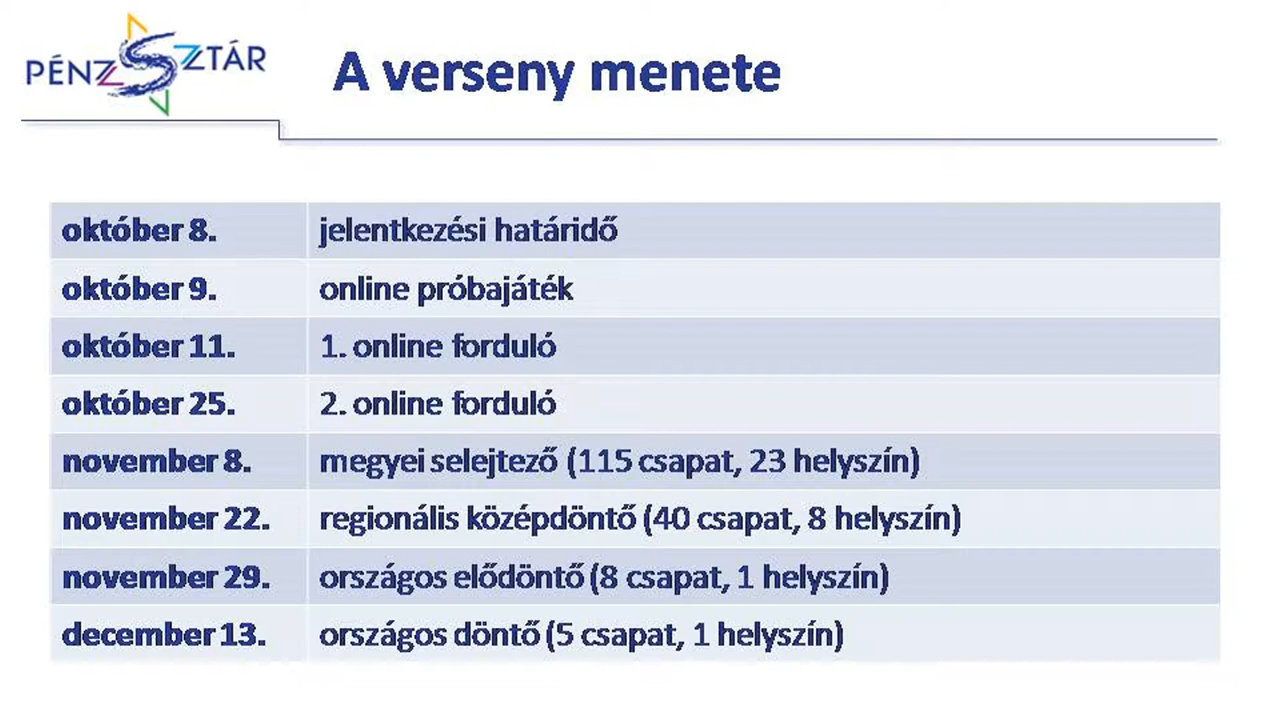 PÉNZSZTÁR
A verseny menete
október 8. jelentkezési határidő
október 9. online próbajáték
október 11. 1. online forduló
október 25. 2. online forduló
november 8. megyei selejtező (115 csapat, 23 helyszín)
november 22. regionális középdöntő (40 csapat, 8 helyszín)
november 29. országos elődöntő (8 csapat, 1 helyszín)
december 13. országos döntő (5 csapat, 1 helyszín)